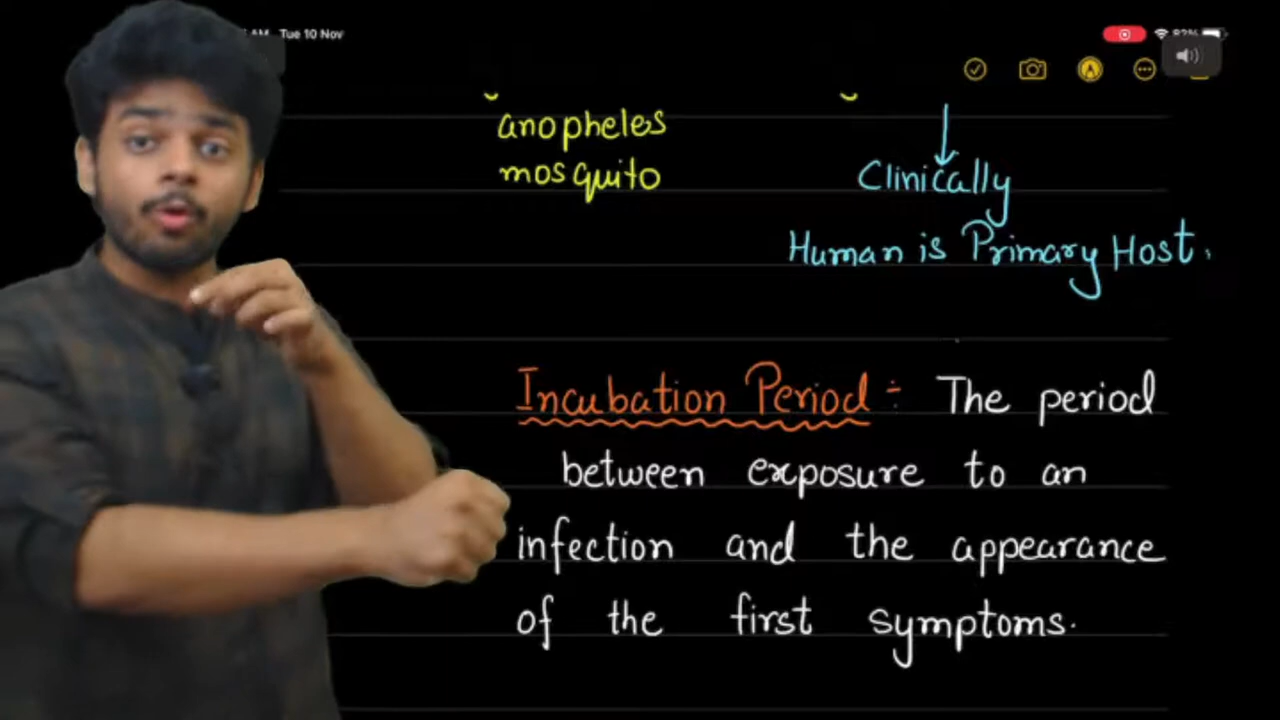 AM Tue 10 Nov
anopheles
mosquito
Clinically
Human is Primary Host.
Incubation Period :- The period
between exposure to an
infection and the appearance
of the first symptoms.